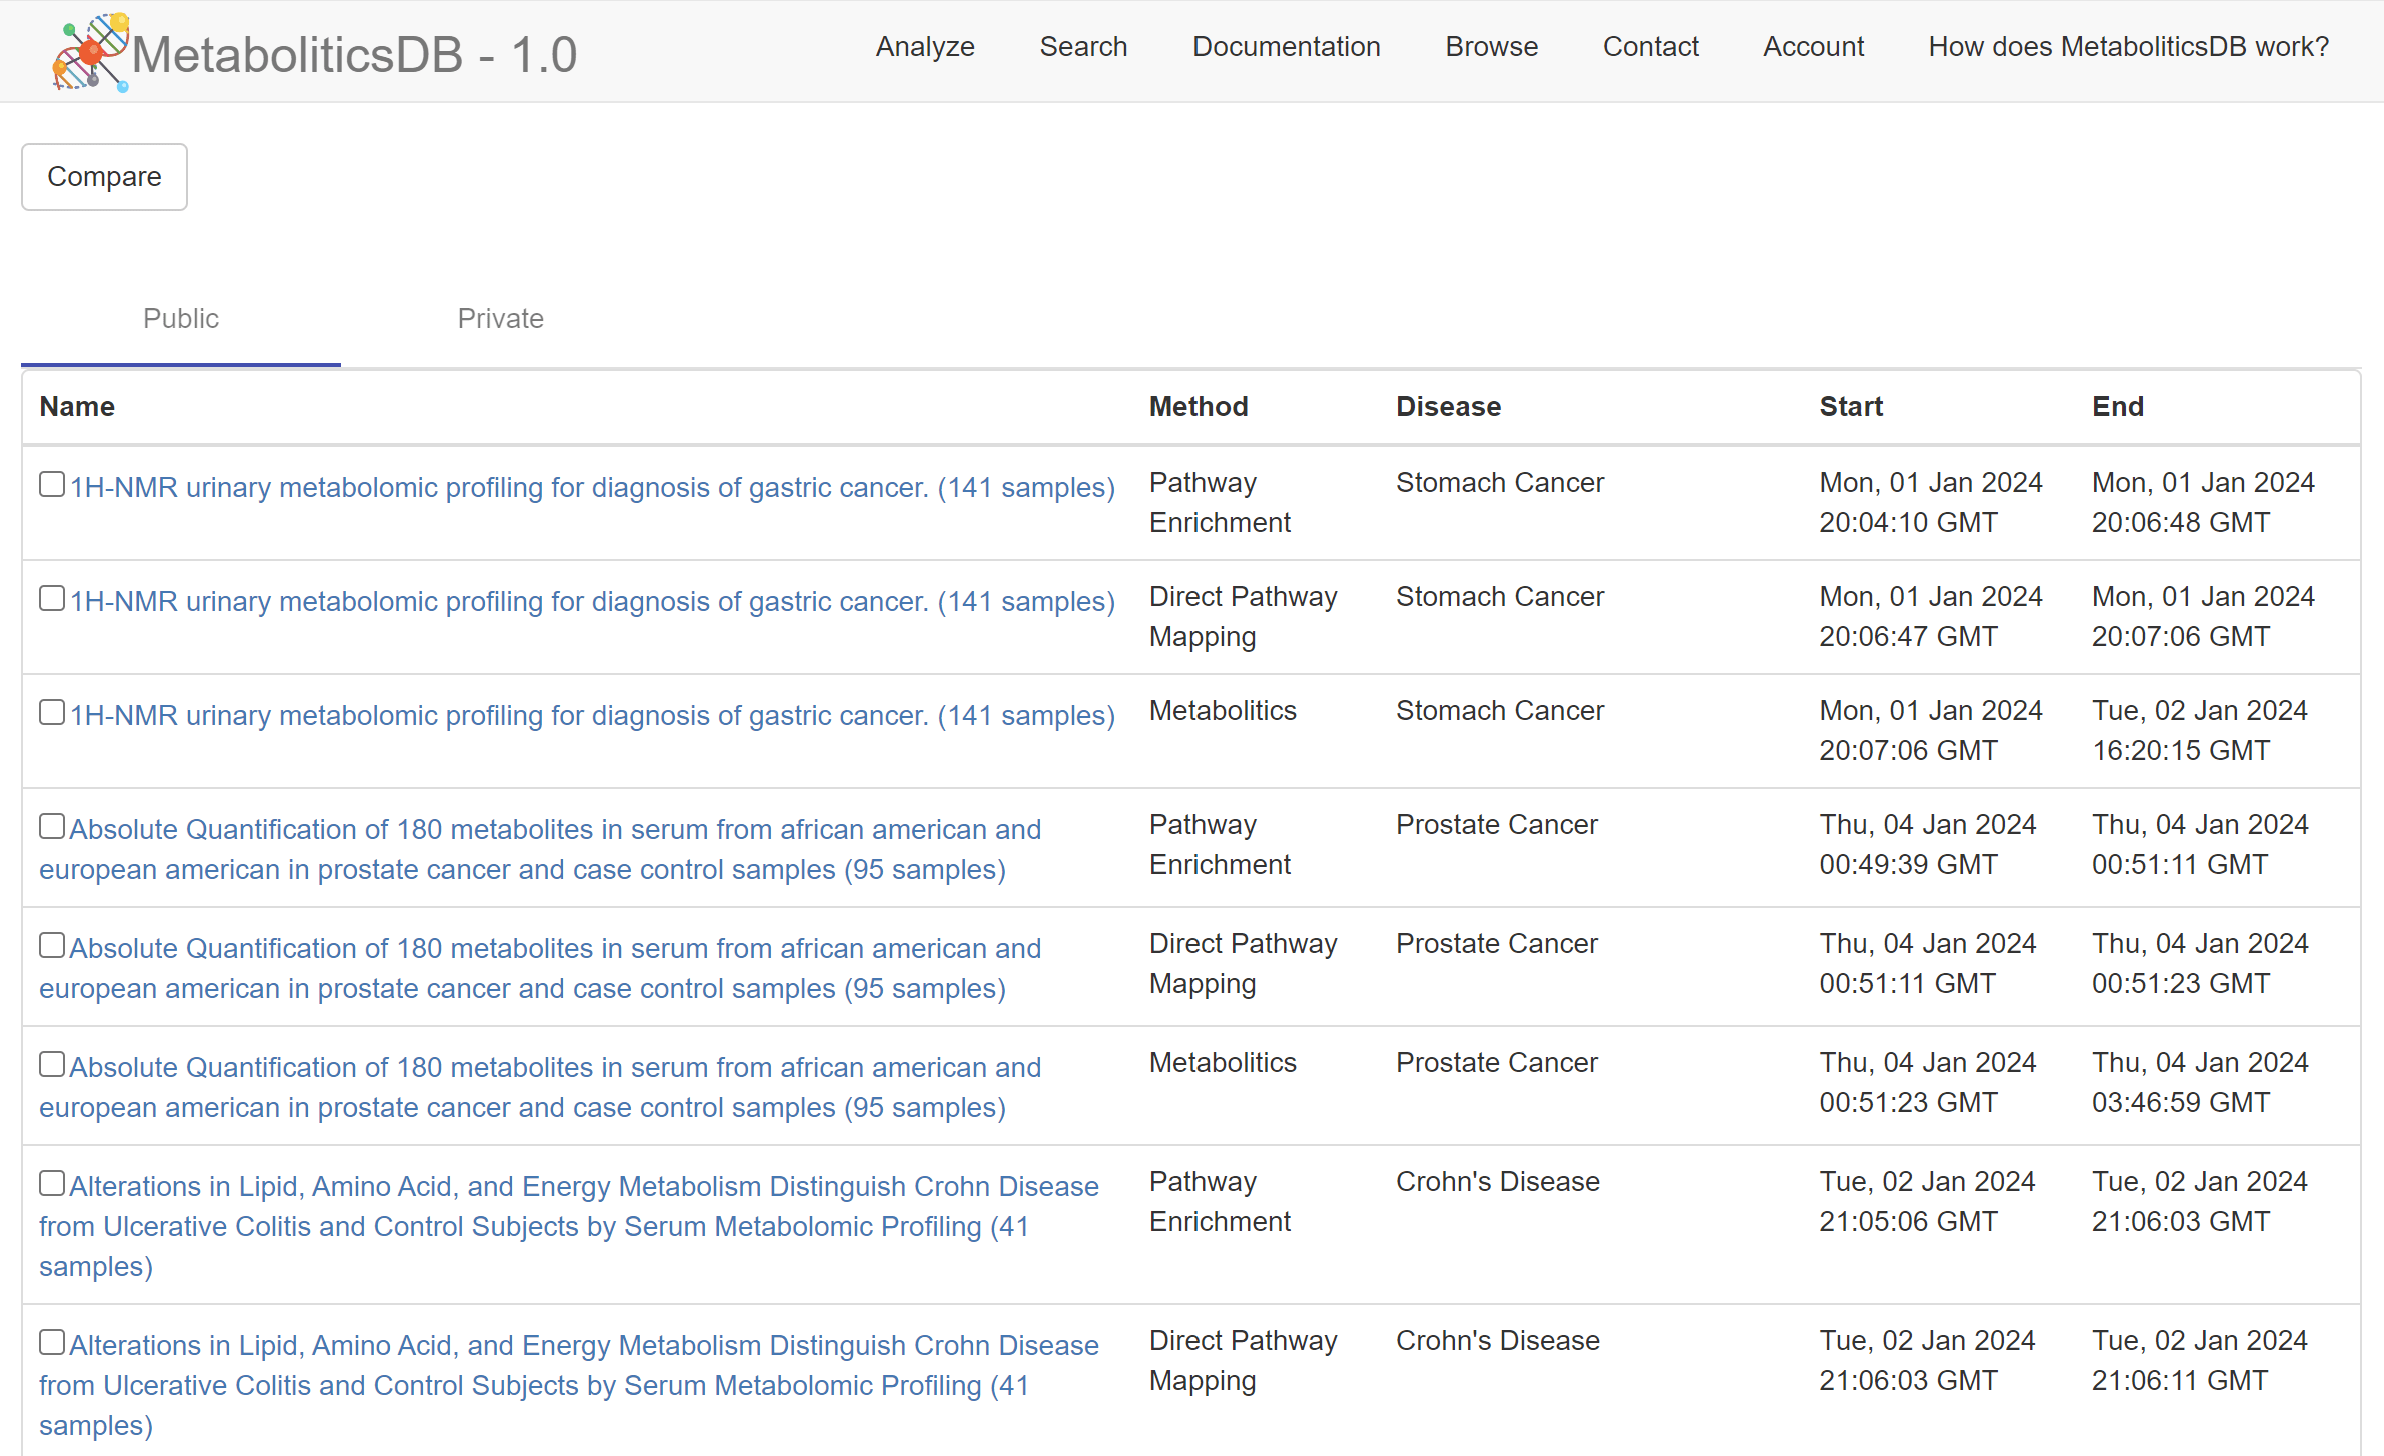 MetaboliticsDB - 1.0
Analyze Search Documentation Browse Contact Account How does MetaboliticsDB work?
Compare
Public Private
Name Method Disease Start End
1H-NMR urinary metabolomic profiling for diagnosis of gastric cancer. (141 samples) Pathway Stomach Cancer Mon, 01 Jan 2024 Mon, 01 Jan 2024
Enrichment 20:04:10 GMT 20:06:48 GMT
1H-NMR urinary metabolomic profiling for diagnosis of gastric cancer. (141 samples) Direct Pathway Stomach Cancer Mon, 01 Jan 2024 Mon, 01 Jan 2024
Mapping 20:06:47 GMT 20:07:06 GMT
1H-NMR urinary metabolomic profiling for diagnosis of gastric cancer. (141 samples) Metabolitics Stomach Cancer Mon, 01 Jan 2024 Tue, 02 Jan 2024
20:07:06 GMT 16:20:15 GMT
Absolute Quantification of 180 metabolites in serum from african american and Pathway Prostate Cancer Thu, 04 Jan 2024 Thu, 04 Jan 2024
european american in prostate cancer and case control samples (95 samples) Enrichment 00:49:39 GMT 00:51:11 GMT
Absolute Quantification of 180 metabolites in serum from african american and Direct Pathway Prostate Cancer Thu, 04 Jan 2024 Thu, 04 Jan 2024
european american in prostate cancer and case control samples (95 samples) Mapping 00:51:11 GMT 00:51:23 GMT
Absolute Quantification of 180 metabolites in serum from african american and Metabolitics Prostate Cancer Thu, 04 Jan 2024 Thu, 04 Jan 2024
european american in prostate cancer and case control samples (95 samples) 00:51:23 GMT 03:46:59 GMT
Alterations in Lipid, Amino Acid, and Energy Metabolism Distinguish Crohn Disease Pathway Crohn's Disease Tue, 02 Jan 2024 Tue, 02 Jan 2024
from Ulcerative Colitis and Control Subjects by Serum Metabolomic Profiling (41 Enrichment 21:05:06 GMT 21:06:03 GMT
samples)
Alterations in Lipid, Amino Acid, and Energy Metabolism Distinguish Crohn Disease Direct Pathway Crohn's Disease Tue, 02 Jan 2024 Tue, 02 Jan 2024
from Ulcerative Colitis and Control Subjects by Serum Metabolomic Profiling (41 Mapping 21:06:03 GMT 21:06:11 GMT
samples)